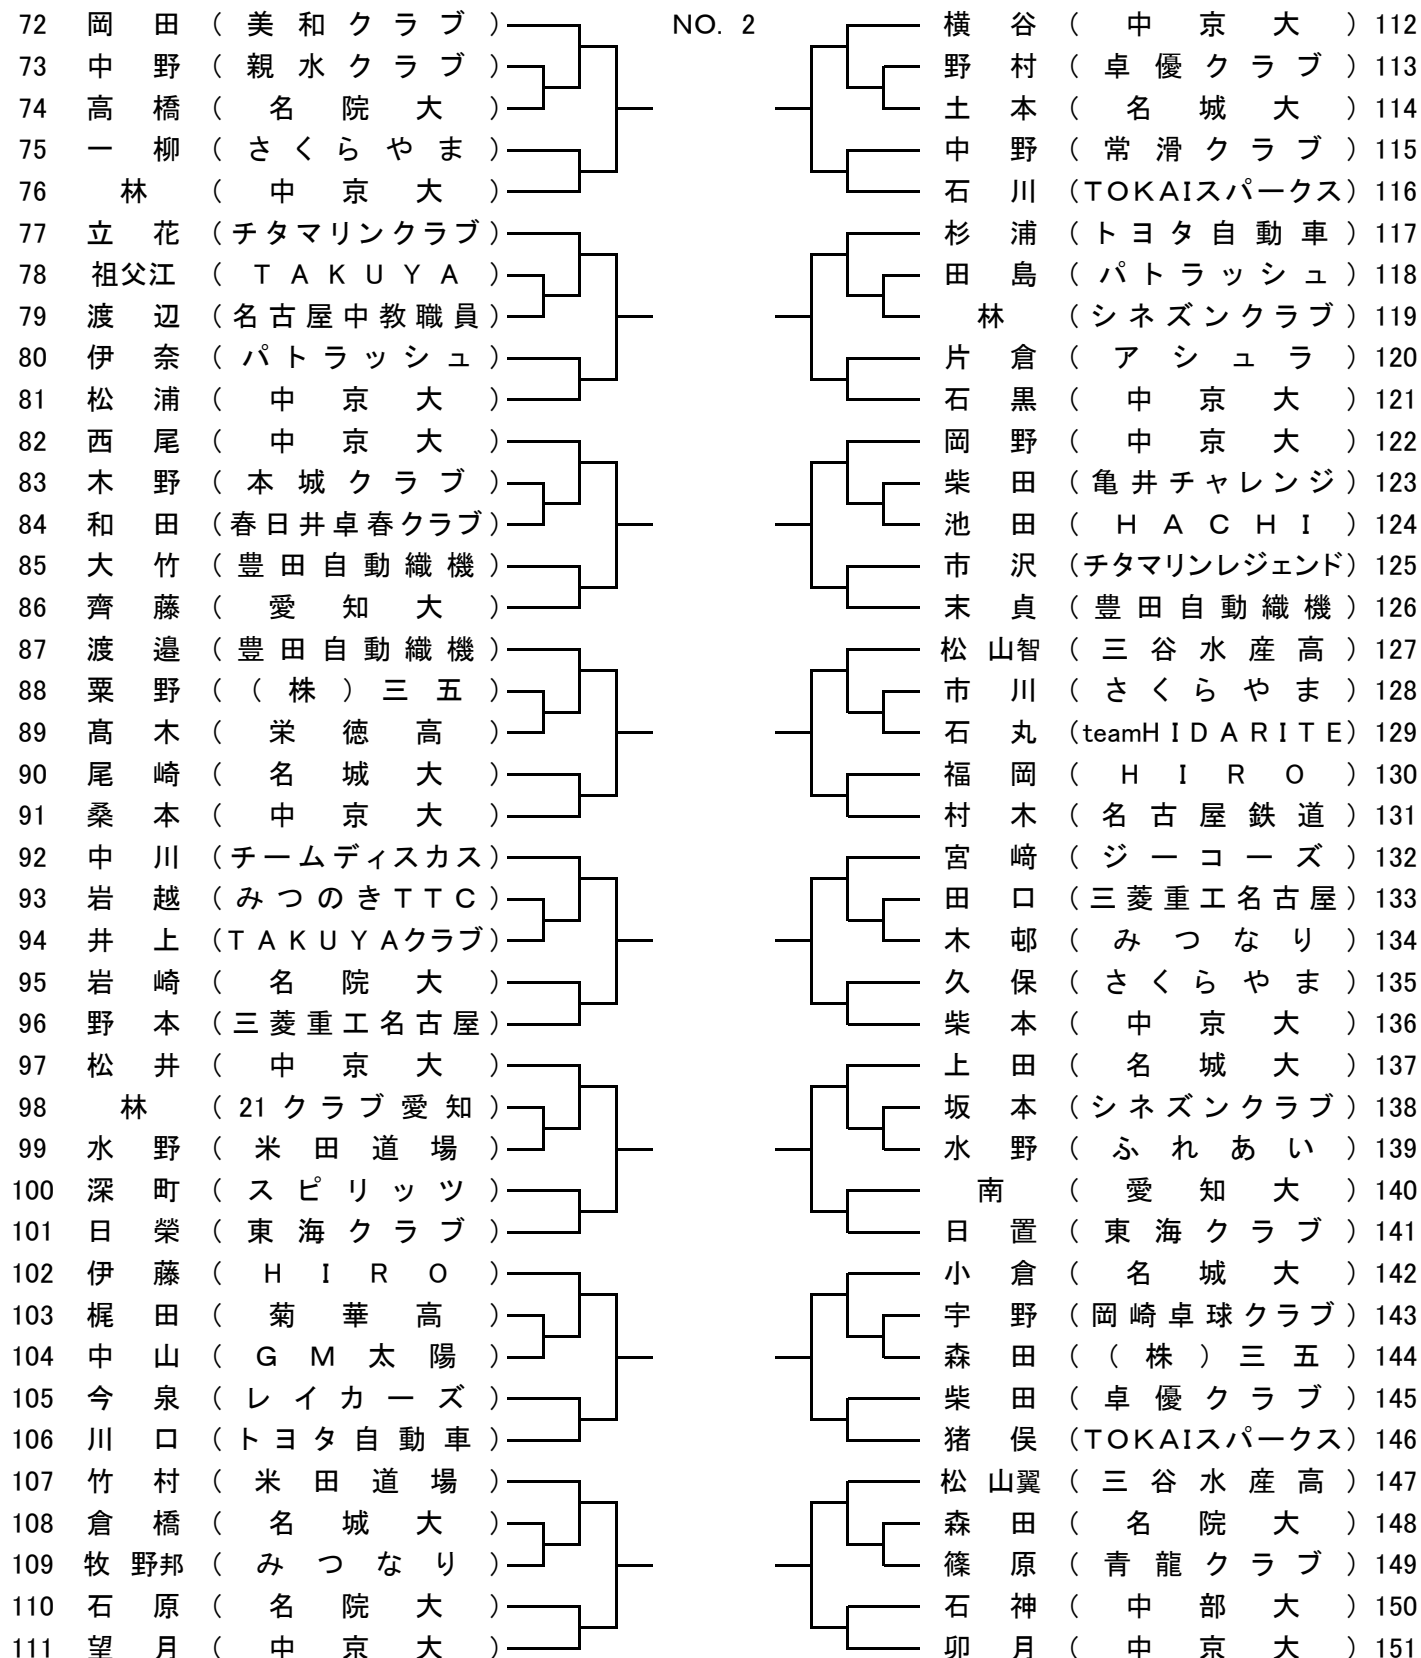 NO. 2
72 岡田 (美和クラブ)
73 中野 (親水クラブ)
74 高橋 (名院大)
75 一柳 (さくらやま)
76 林 (中京大)
77 立花 (チタマリンクラブ)
78 祖父江 (TAKUYA)
79 渡辺 (名古屋中教職員)
80 伊奈 (パトラッシュ)
81 松浦 (中京大)
82 西尾 (中京大)
83 木野 (本城クラブ)
84 和田 (春日井卓春クラブ)
85 大竹 (豊田自動織機)
86 齊藤 (愛知大)
87 渡邉 (豊田自動織機)
88 粟野 ((株)三五)
89 髙木 (栄徳高)
90 尾崎 (名城大)
91 桑本 (中京大)
92 中川 (チームディスカス)
93 岩越 (みつのきTTC)
94 井上 (TAKUYAクラブ)
95 岩崎 (名院大)
96 野本 (三菱重工名古屋)
97 松井 (中京大)
98 林 (21クラブ愛知)
99 水野 (米田道場)
100 深町 (スピリッツ)
101 日榮 (東海クラブ)
102 伊藤 (HIRO)
103 梶田 (菊華高)
104 中山 (GM太陽)
105 今泉 (レイカーズ)
106 川口 (トヨタ自動車)
107 竹村 (米田道場)
108 倉橋 (名城大)
109 牧野邦 (みつなり)
110 石原 (名院大)
111 望月 (中京大)
横谷 (中京大) 112
野村 (卓優クラブ) 113
土本 (名城大) 114
中野 (常滑クラブ) 115
石川 (TOKAIスパークス) 116
杉浦 (トヨタ自動車) 117
田島 (パトラッシュ) 118
林 (シネズンクラブ) 119
片倉 (アシュラ) 120
石黒 (中京大) 121
岡野 (中京大) 122
柴田 (亀井チャレンジ) 123
池田 (HACHI) 124
市沢 (チタマリンレジェンド) 125
末貞 (豊田自動織機) 126
松山智 (三谷水産高) 127
市川 (さくらやま) 128
石丸 (teamHIDARITE) 129
福岡 (HIRO) 130
村木 (名古屋鉄道) 131
宮﨑 (ジーコーズ) 132
田口 (三菱重工名古屋) 133
木邨 (みつなり) 134
久保 (さくらやま) 135
柴本 (中京大) 136
上田 (名城大) 137
坂本 (シネズンクラブ) 138
水野 (ふれあい) 139
南 (愛知大) 140
日置 (東海クラブ) 141
小倉 (名城大) 142
宇野 (岡崎卓球クラブ) 143
森田 ((株)三五) 144
柴田 (卓優クラブ) 145
猪俣 (TOKAIスパークス) 146
松山翼 (三谷水産高) 147
森田 (名院大) 148
篠原 (青龍クラブ) 149
石神 (中部大) 150
卯月 (中京大) 151